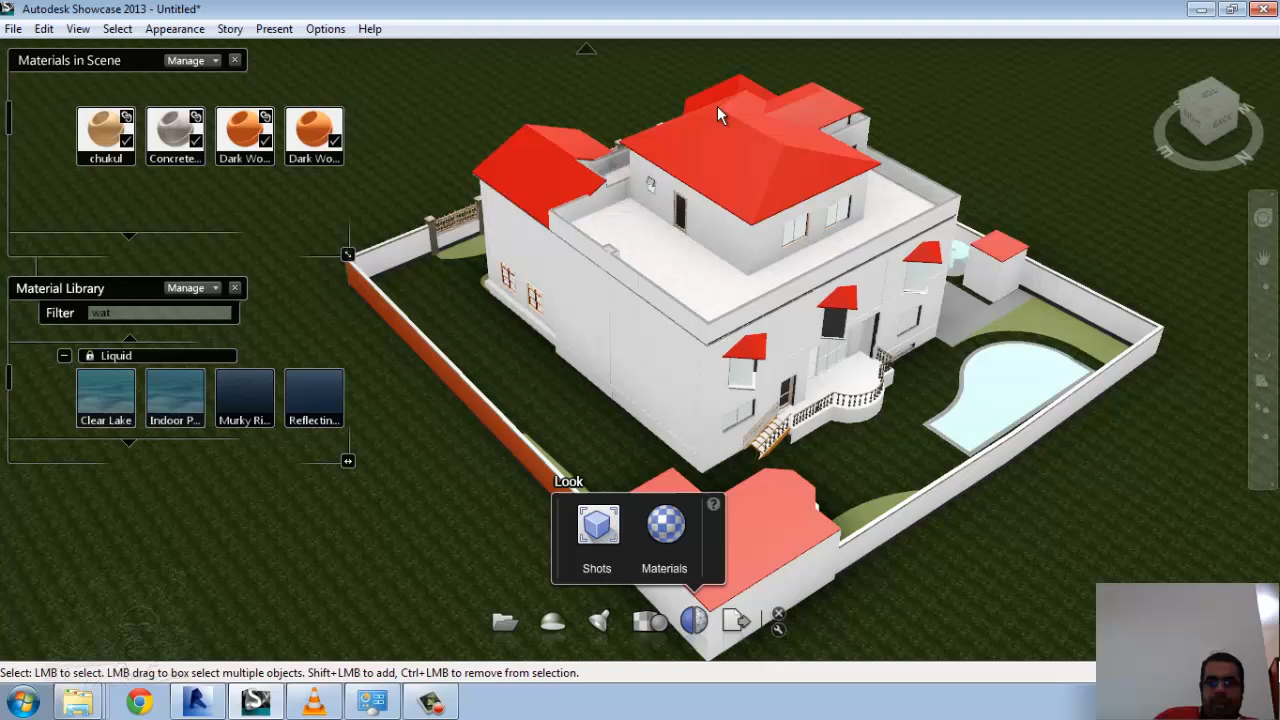 Autodesk Showcase 2013 - Untitled*
File Edit View Select Appearance Story Present Options Help
Materials in Scene Manage
chukul Concrete... Dark Wo... Dark Wo...
Material Library Manage
Filter wat
Liquid
Clear Lake Indoor P... Murky Ri... Reflectin...
Look
Shots Materials
Select: LMB to select. LMB drag to box select multiple objects. Shift+LMB to add, Ctrl+LMB to remove from selection.
TOP
BACK
E
N